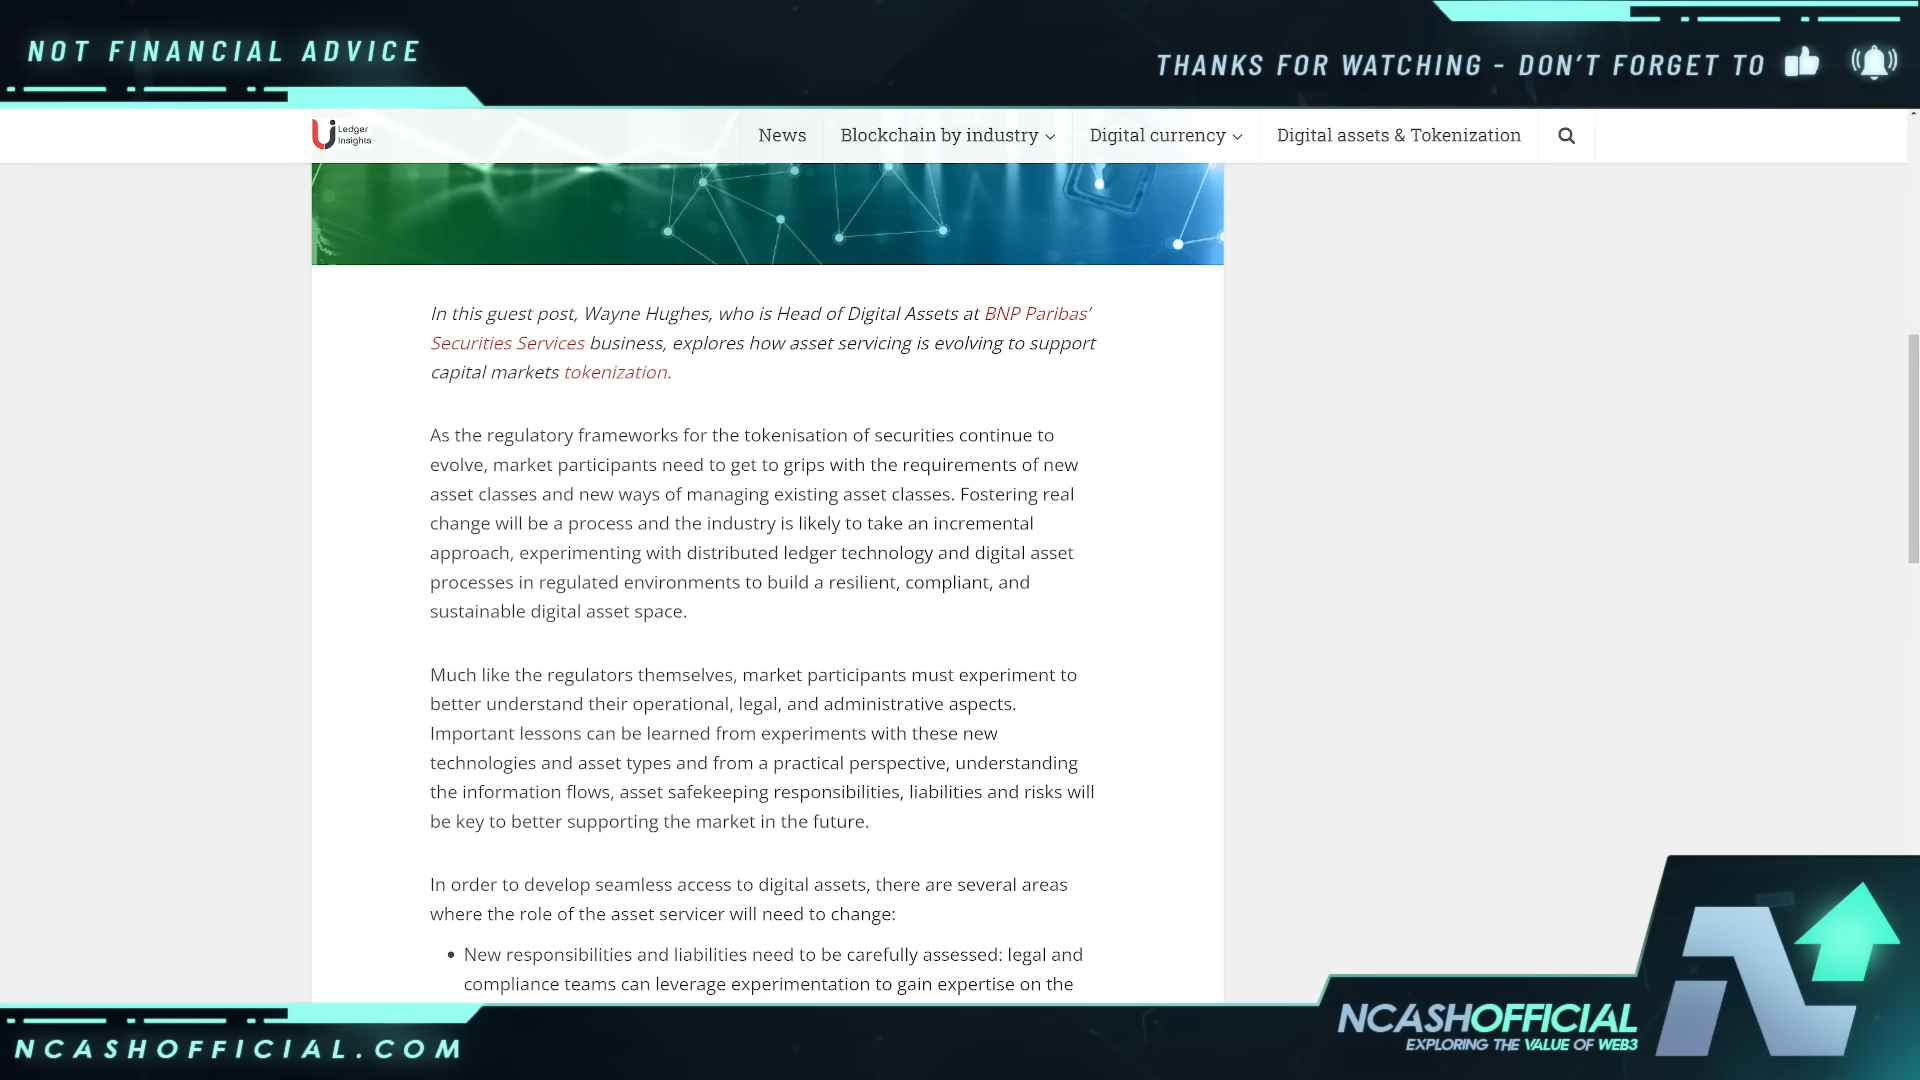 NOT FINANCIAL ADVICE
THANKS FOR WATCHING - DON'T FORGET TO
Ledger
Insights
News
Blockchain by industry
Digital currency
Digital assets & Tokenization
In this guest post, Wayne Hughes, who is Head of Digital Assets at BNP Paribas’
Securities Services business, explores how asset servicing is evolving to support
capital markets tokenization.
As the regulatory frameworks for the tokenisation of securities continue to
evolve, market participants need to get to grips with the requirements of new
asset classes and new ways of managing existing asset classes. Fostering real
change will be a process and the industry is likely to take an incremental
approach, experimenting with distributed ledger technology and digital asset
processes in regulated environments to build a resilient, compliant, and
sustainable digital asset space.
Much like the regulators themselves, market participants must experiment to
better understand their operational, legal, and administrative aspects.
Important lessons can be learned from experiments with these new
technologies and asset types and from a practical perspective, understanding
the information flows, asset safekeeping responsibilities, liabilities and risks will
be key to better supporting the market in the future.
In order to develop seamless access to digital assets, there are several areas
where the role of the asset servicer will need to change:
• New responsibilities and liabilities need to be carefully assessed: legal and
compliance teams can leverage experimentation to gain expertise on the
NCASHOFFICIAL
EXPLORING THE VALUE OF WEB3
NCASHOFFICIAL.COM